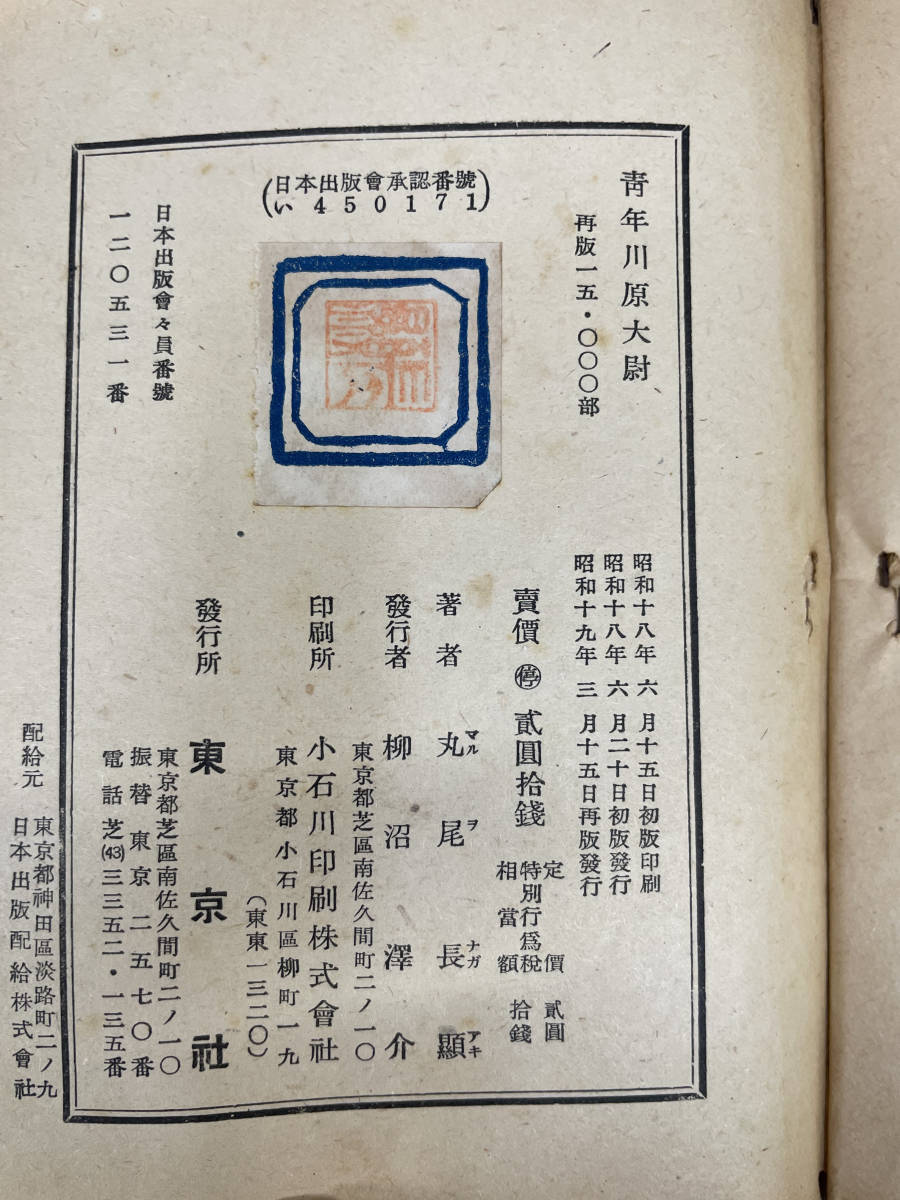 青年川原大尉
再版一五・〇〇〇部
(日本出版會承認番號
い450171)
日本出版會々員番號
一二〇五三一番
昭和十八年六月十五日初版印刷
昭和十八年六月二十日初版發行
昭和十九年三月十五日再版發行
賣價 ㊡ 貳圓拾錢
定價 貳圓
特別行爲税
相當額 拾錢
著者 丸尾長顯
マル ヲ ナガ アキ
發行者 柳沼澤介
東京都芝區南佐久間町二ノ一〇
印刷所 小石川印刷株式會社
東京都小石川區柳町一九
(東東一三二〇)
發行所 東京社
東京都芝區南佐久間町二ノ一〇
振替東京二五七〇番
電話芝(43)三三五二・一三五番
配給元 東京都神田區淡路町二ノ九
日本出版配給株式會社